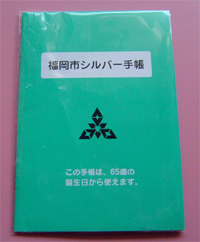 福岡市シルバー手帳
この手帳は、65歳の
誕生日から使えます。